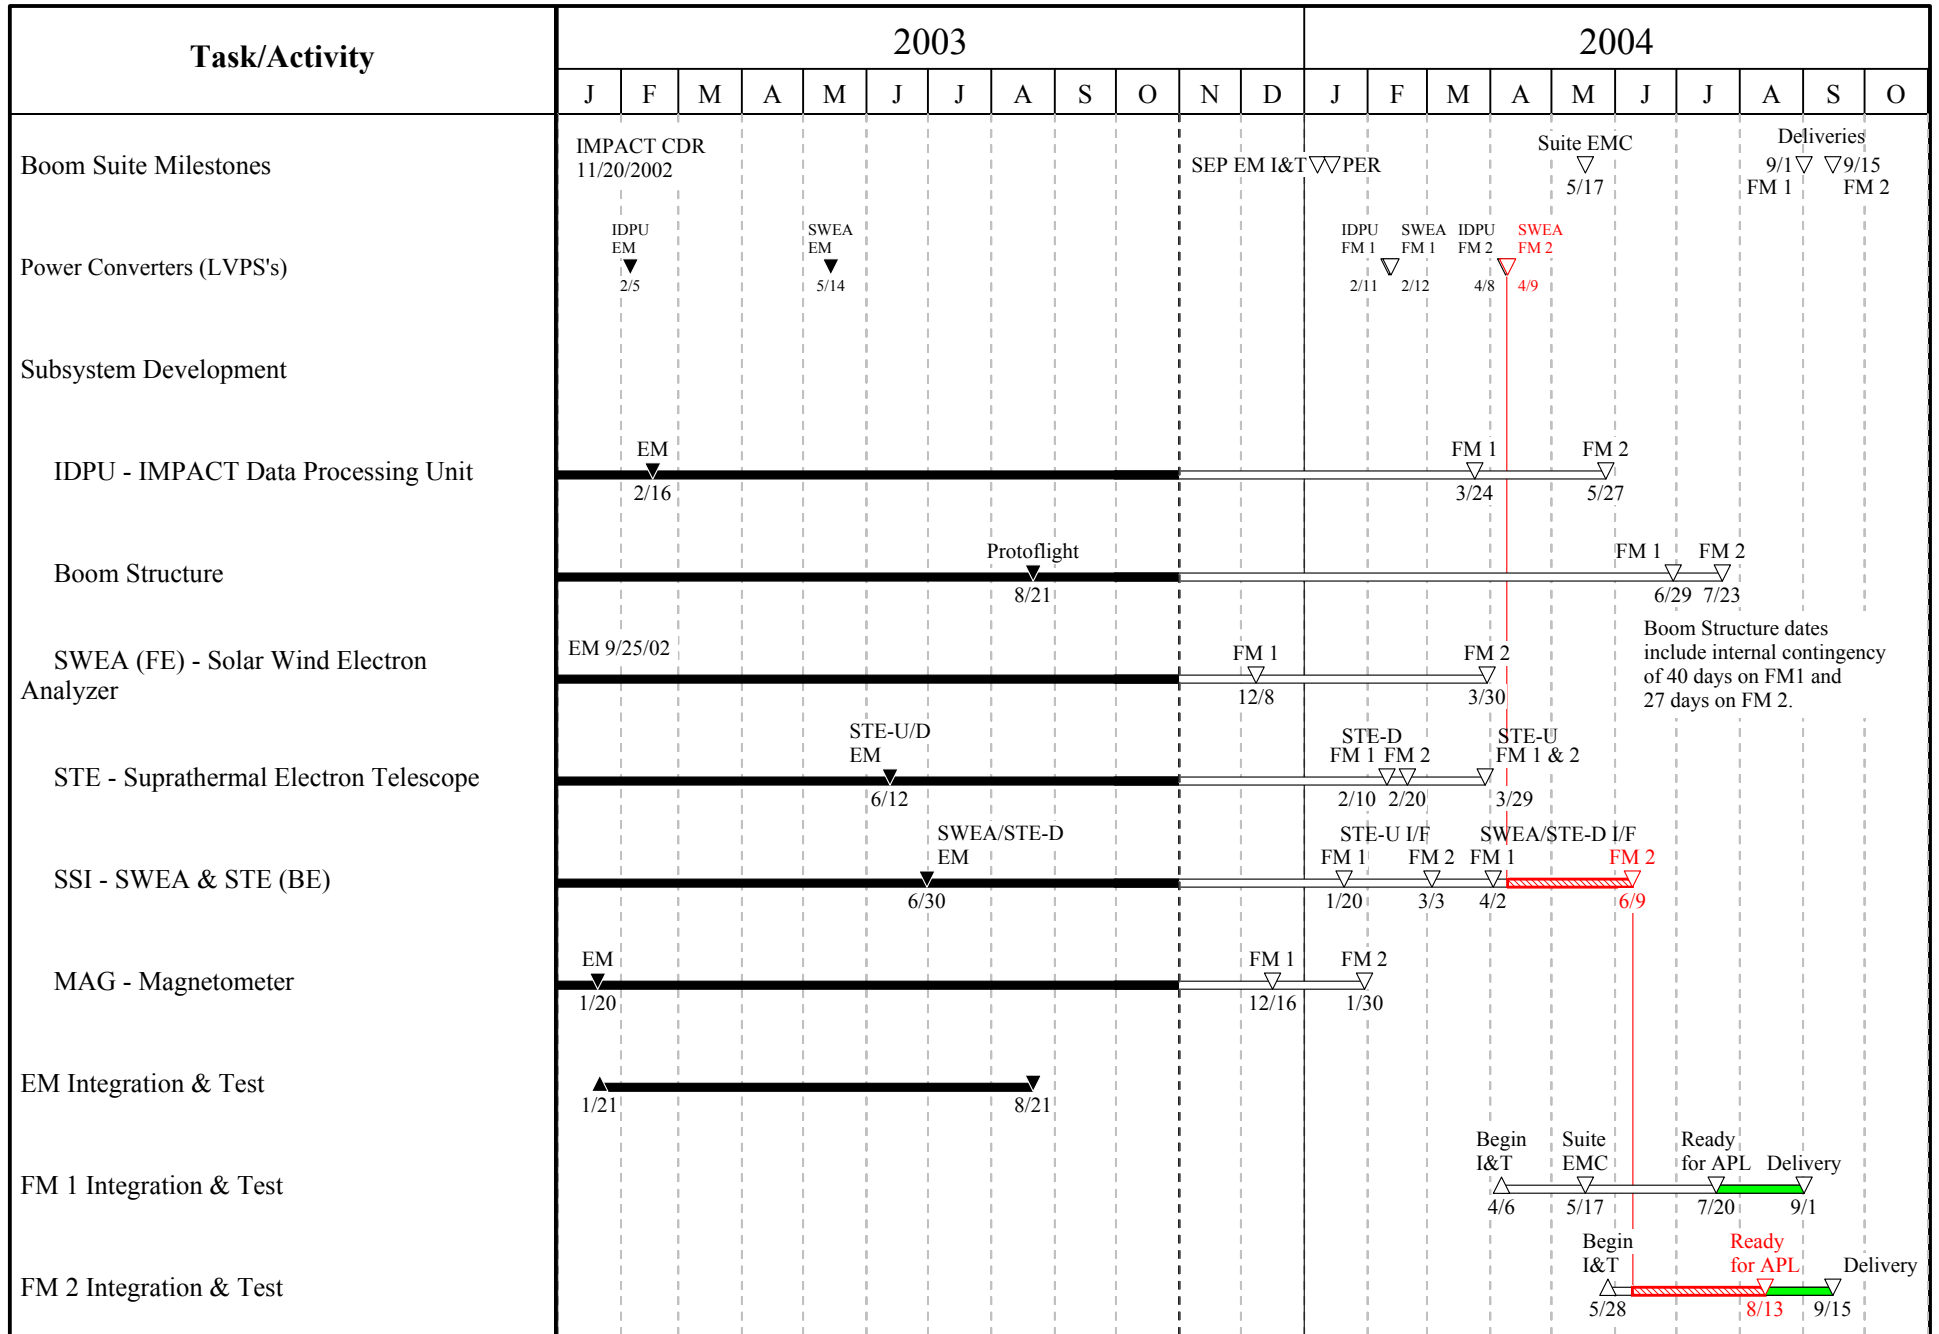 Task/Activity
2003
2004
J F M A M J J A S O N D J F M A M J J A S O
Boom Suite Milestones
IMPACT CDR
11/20/2002
SEP EM I&T
PER
Suite EMC
5/17
Deliveries
9/1
FM 1
9/15
FM 2
Power Converters (LVPS's)
IDPU
EM
2/5
SWEA
EM
5/14
IDPU
FM 1
2/11
SWEA
FM 1
2/12
IDPU
FM 2
4/8
SWEA
FM 2
4/9
Subsystem Development
IDPU - IMPACT Data Processing Unit
EM
2/16
FM 1
3/24
FM 2
5/27
Boom Structure
Protoflight
8/21
FM 1
6/29
FM 2
7/23
Boom Structure dates
include internal contingency
of 40 days on FM1 and
27 days on FM 2.
SWEA (FE) - Solar Wind Electron
Analyzer
EM 9/25/02
FM 1
12/8
FM 2
3/30
STE - Suprathermal Electron Telescope
STE-U/D
EM
6/12
STE-D
FM 1 FM 2
2/10 2/20
STE-U
FM 1 & 2
3/29
SSI - SWEA & STE (BE)
SWEA/STE-D
EM
6/30
STE-U I/F
FM 1 FM 2
1/20 3/3
SWEA/STE-D I/F
FM 1 FM 2
4/2 6/9
MAG - Magnetometer
EM
1/20
FM 1
12/16
FM 2
1/30
EM Integration & Test
1/21
8/21
FM 1 Integration & Test
Begin
I&T
4/6
Suite
EMC
5/17
Ready
for APL
7/20
Delivery
9/1
FM 2 Integration & Test
Begin
I&T
5/28
Ready
for APL
8/13
Delivery
9/15